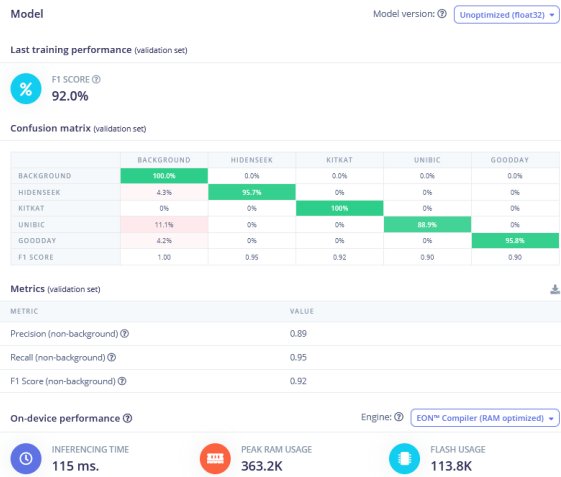 Model Model version: Unoptimized (float32)
Last training performance (validation set)
% F1 SCORE
92.0%
Confusion matrix (validation set)
BACKGROUND HIDENSEEK KITKAT UNIBIC GOODDAY
BACKGROUND 100.0% 0.0% 0.0% 0.0% 0.0%
HIDENSEEK 4.3% 95.7% 0% 0% 0%
KITKAT 0% 0% 100% 0% 0%
UNIBIC 11.1% 0% 0% 88.9% 0%
GOODDAY 4.2% 0% 0% 0% 95.8%
F1 SCORE 1.00 0.95 0.92 0.90 0.90
Metrics (validation set)
METRIC VALUE
Precision (non-background) ? 0.89
Recall (non-background) ? 0.95
F1 Score (non-background) ? 0.92
On-device performance ? Engine: ? EON™ Compiler (RAM optimized)
INFERENCING TIME PEAK RAM USAGE FLASH USAGE
115 ms. 363.2K 113.8K